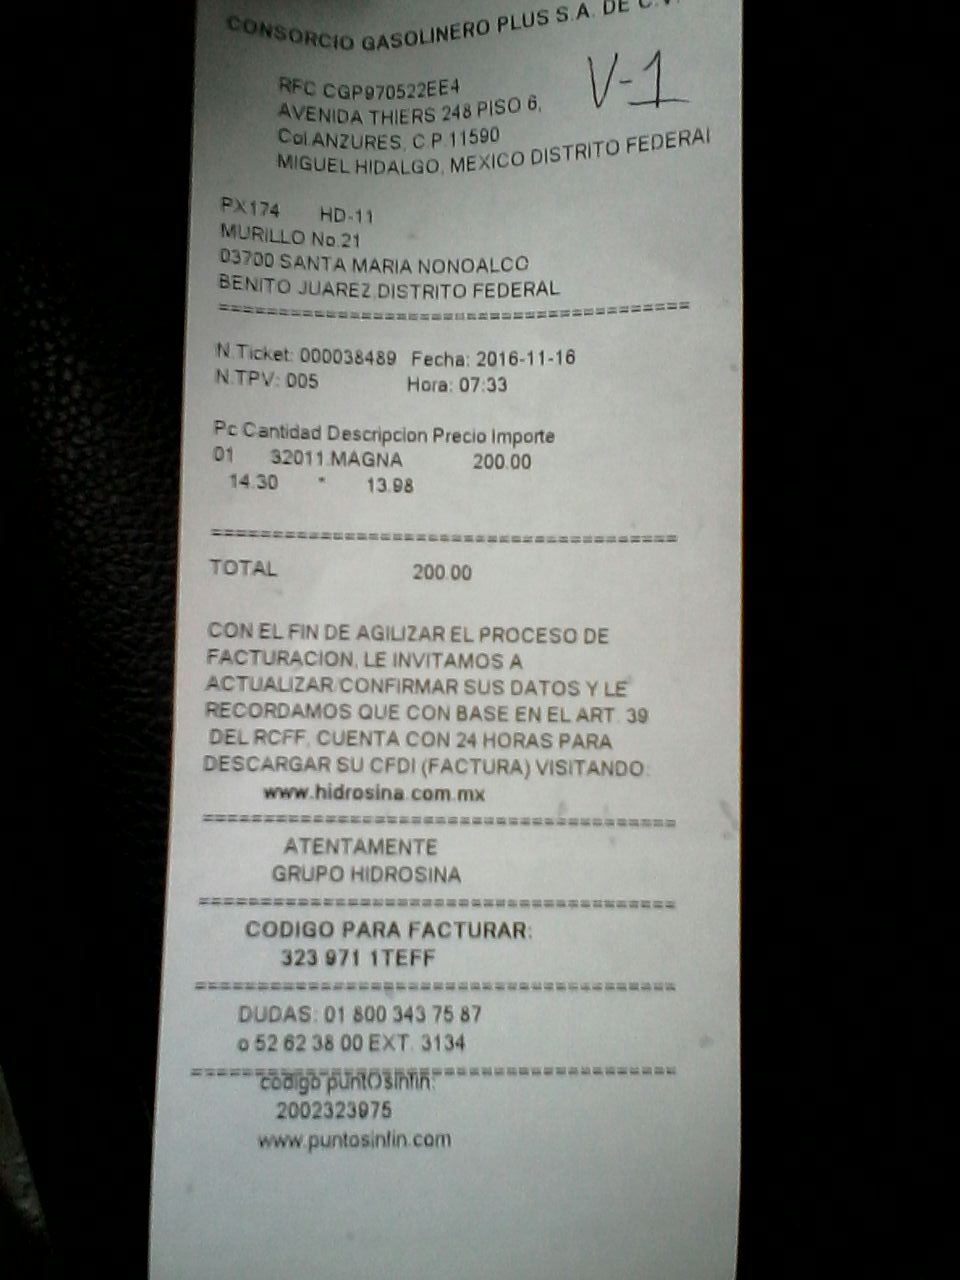 CONSORCIO GASOLINERO PLUS S.A. DE C.V.
V-1
RFC CGP970522EE4
AVENIDA THIERS 248 PISO 6,
Col.ANZURES, C.P.11590
MIGUEL HIDALGO, MEXICO DISTRITO FEDERAl
PX174 HD-11
MURILLO No.21
03700 SANTA MARIA NONOALCO
BENITO JUAREZ,DISTRITO FEDERAL
=======================================
N.Ticket: 000038489 Fecha: 2016-11-16
N.TPV: 005 Hora: 07:33
Pc Cantidad Descripcion Precio Importe
01 32011.MAGNA 200.00
14.30 * 13.98
=======================================
TOTAL 200.00
CON EL FIN DE AGILIZAR EL PROCESO DE
FACTURACION, LE INVITAMOS A
ACTUALIZAR/CONFIRMAR SUS DATOS Y LE
RECORDAMOS QUE CON BASE EN EL ART. 39
DEL RCFF, CUENTA CON 24 HORAS PARA
DESCARGAR SU CFDI (FACTURA) VISITANDO:
www.hidrosina.com.mx
=======================================
ATENTAMENTE
GRUPO HIDROSINA
=======================================
CODIGO PARA FACTURAR:
323 971 1TEFF
=======================================
DUDAS: 01 800 343 75 87
o 52 62 38 00 EXT. 3134
=======================================
codigo puntOsinfin:
2002323975
www.puntosinfin.com